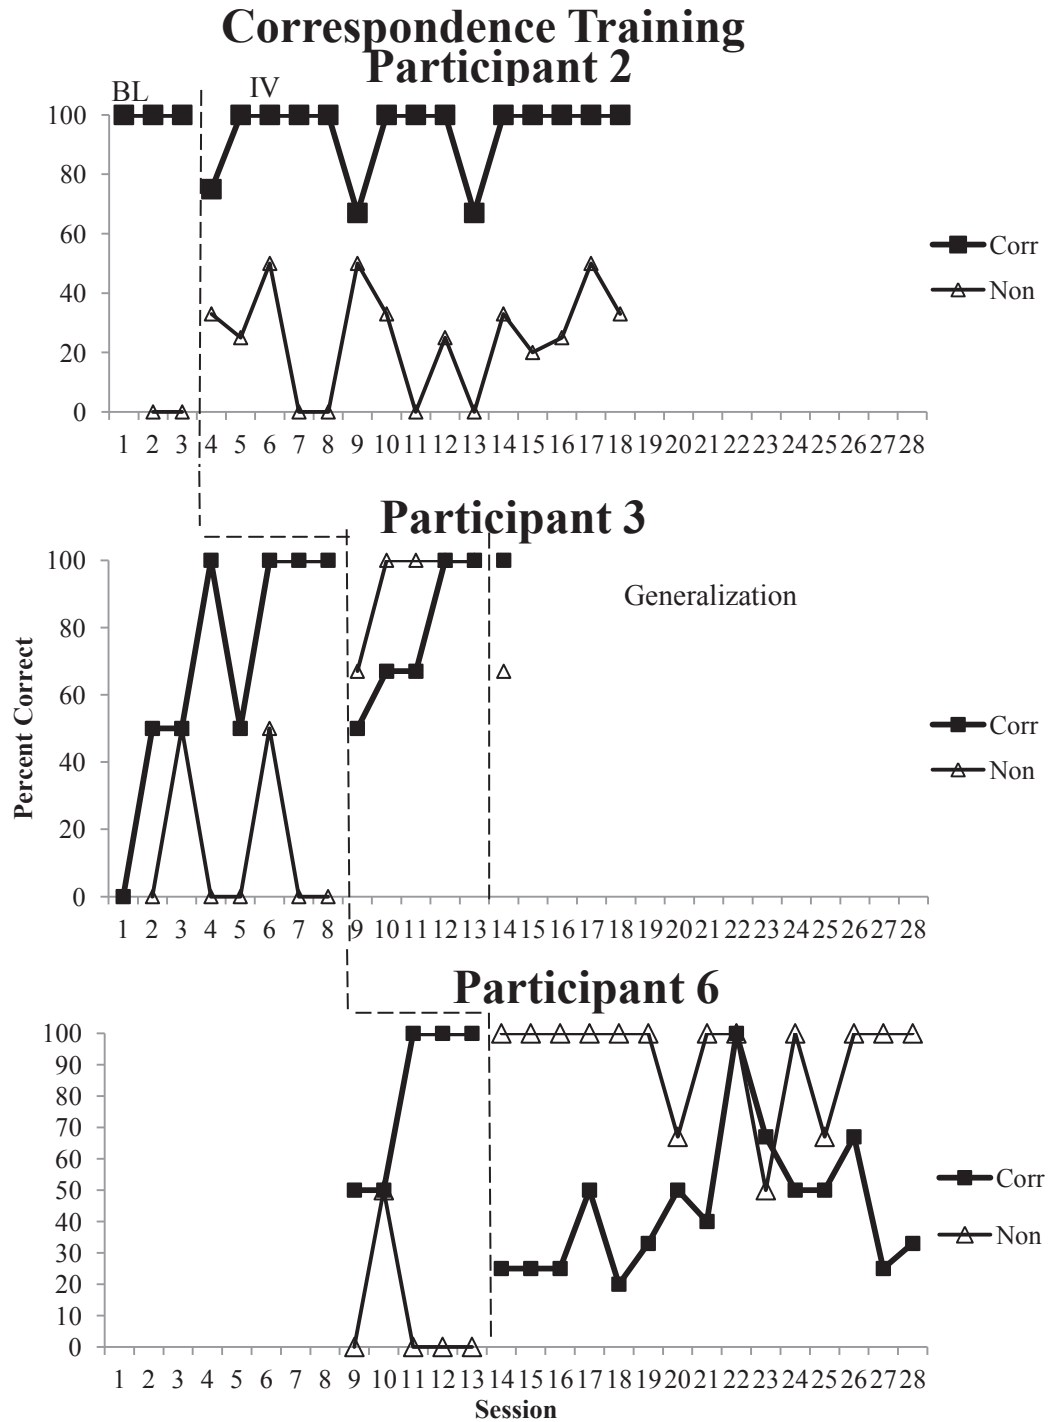 Correspondence Training
Participant 2
BL IV
100
80
60
40
20
0
1 2 3 4 5 6 7 8 9 10 11 12 13 14 15 16 17 18 19 20 21 22 23 24 25 26 27 28
Corr
Non
Participant 3
100
80
60
40
20
0
Generalization
Percent Correct
1 2 3 4 5 6 7 8 9 10 11 12 13 14 15 16 17 18 19 20 21 22 23 24 25 26 27 28
Corr
Non
Participant 6
100
90
80
70
60
50
40
30
20
10
0
1 2 3 4 5 6 7 8 9 10 11 12 13 14 15 16 17 18 19 20 21 22 23 24 25 26 27 28
Corr
Non
Session